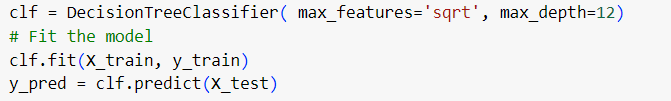 clf = DecisionTreeClassifier( max_features='sqrt', max_depth=12)
# Fit the model
clf.fit(X_train, y_train)
y_pred = clf.predict(X_test)